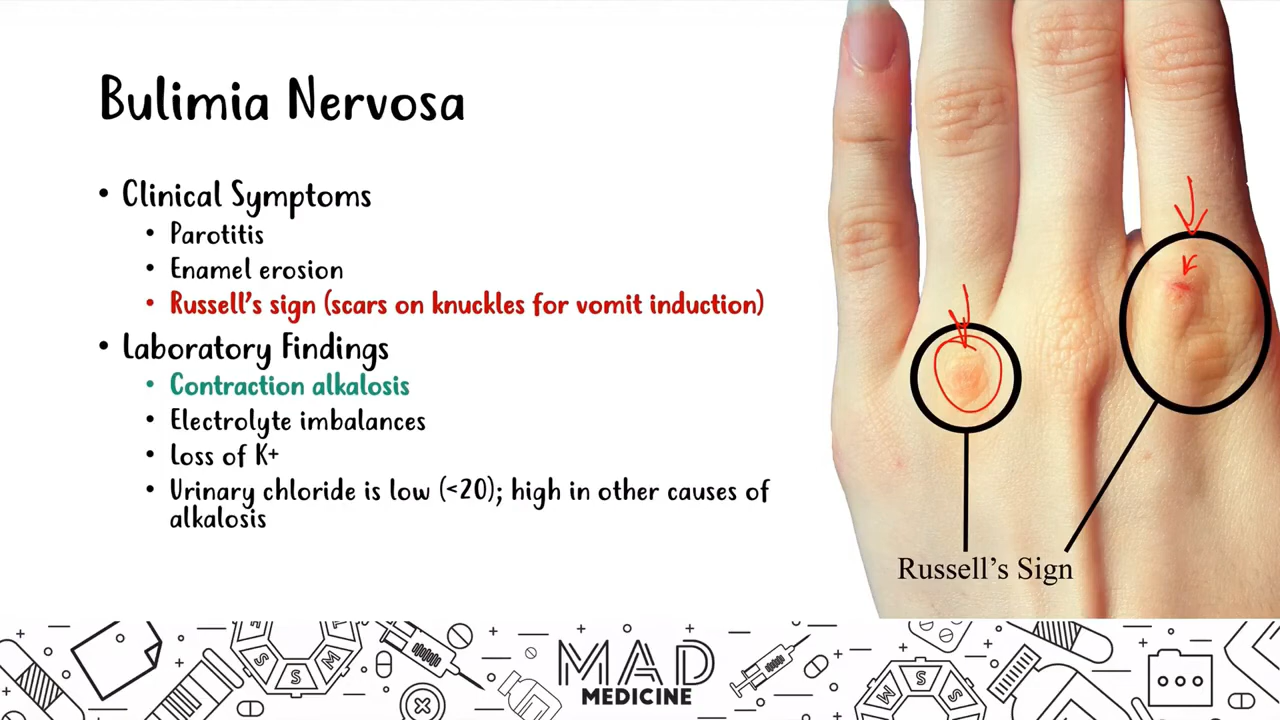 Bulimia Nervosa
• Clinical Symptoms
• Parotitis
• Enamel erosion
• Russell's sign (scars on knuckles for vomit induction)
• Laboratory Findings
• Contraction alkalosis
• Electrolyte imbalances
• Loss of K+
• Urinary chloride is low (<20); high in other causes of
alkalosis
Russell's Sign
MAD
MEDICINE